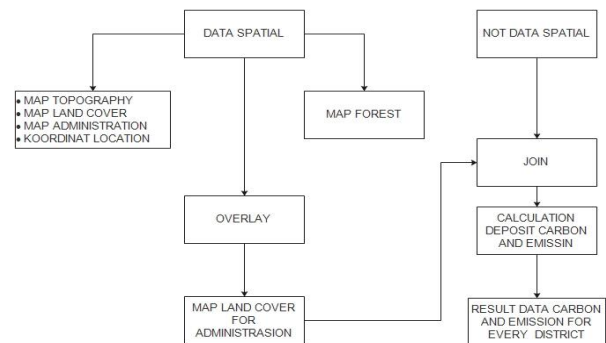 DATA SPATIAL
NOT DATA SPATIAL
• MAP TOPOGRAPHY
• MAP LAND COVER
• MAP ADMINISTRATION
• KOORDINAT LOCATION
MAP FOREST
JOIN
OVERLAY
CALCULATION
DEPOSIT CARBON
AND EMISSIN
MAP LAND COVER
FOR
ADMINISTRASION
RESULT DATA CARBON
AND EMISSION FOR
EVERY DISTRICT